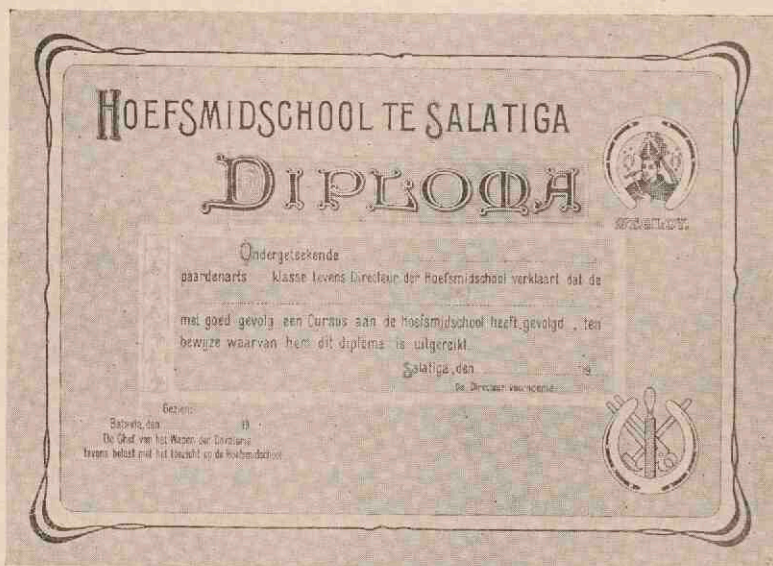 HOEFSMIDSCHOOL TE SALATIGA
DIPLOMA
St. ELOY.
Ondergeteekende
paardenarts klasse tevens Directeur der Hoefsmidschool verklaart dat de
met goed gevolg een Cursus aan de hoefsmidschool heeft gevolgd, ten
bewijze waarvan hem dit diploma is uitgereikt.
Salatiga, den 19
De Directeur voornoemd
Gezien:
Batavia, den 19
De Chef van het Wapen der Cavalerie
tevens belast met het toezicht op de Hoefsmidschool